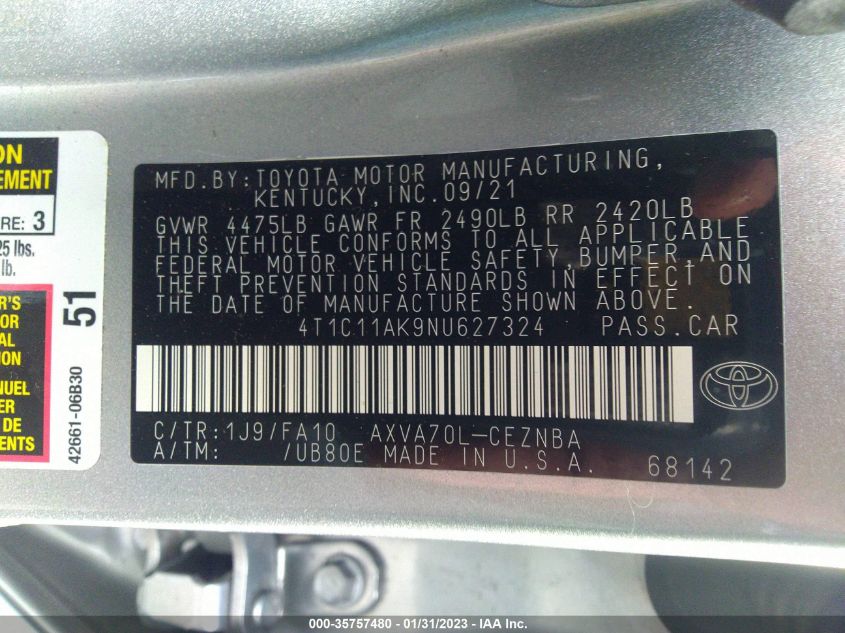 ON
EMENT
RE: 3
25 lbs.
lb.
R'S
OR
AL
ON
NUEL
ER
DE
ON.
51
42661-06B30
MFD.BY:TOYOTA MOTOR MANUFACTURING,
KENTUCKY,INC.09/21
GVWR 4475LB GAWR FR 2490LB RR 2420LB
THIS VEHICLE CONFORMS TO ALL APPLICABLE
FEDERAL MOTOR VEHICLE SAFETY,BUMPER,AND
THEFT PREVENTION STANDARDS IN EFFECT ON
THE DATE OF MANUFACTURE SHOWN ABOVE.
4T1C11AK9NU627324 PASS.CAR
C/TR:1J9/FA10 AXVA70L-CEZNBA
A/TM: /UB80E MADE IN U.S.A. 68142
000-35757480 - 01/31/2023 - IAA Inc.